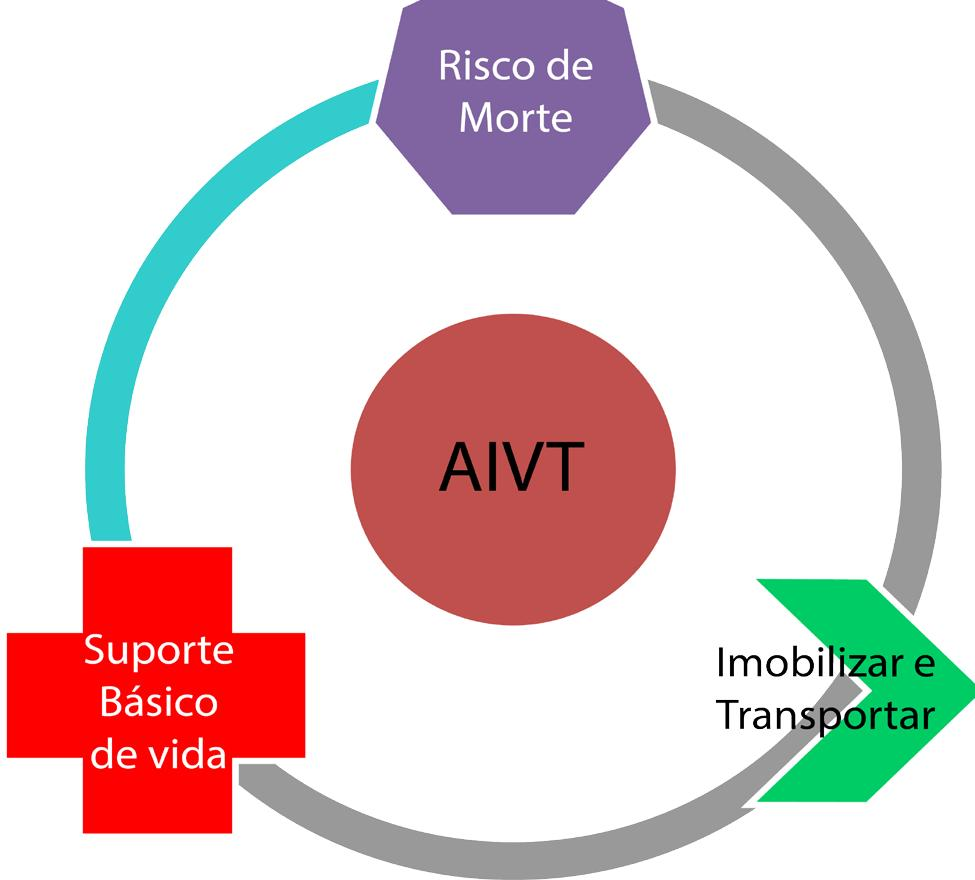 Risco de
Morte
AIVT
Suporte
Básico
de vida
Imobilizar e
Transportar